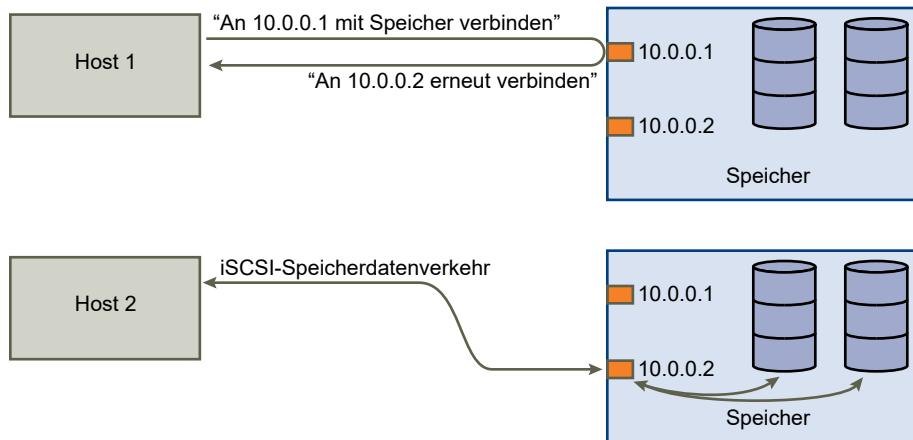 “An 10.0.0.1 mit Speicher verbinden”
Host 1
10.0.0.1
“An 10.0.0.2 erneut verbinden”
10.0.0.2
Speicher
iSCSI-Speicherdatenverkehr
Host 2
10.0.0.1
10.0.0.2
Speicher